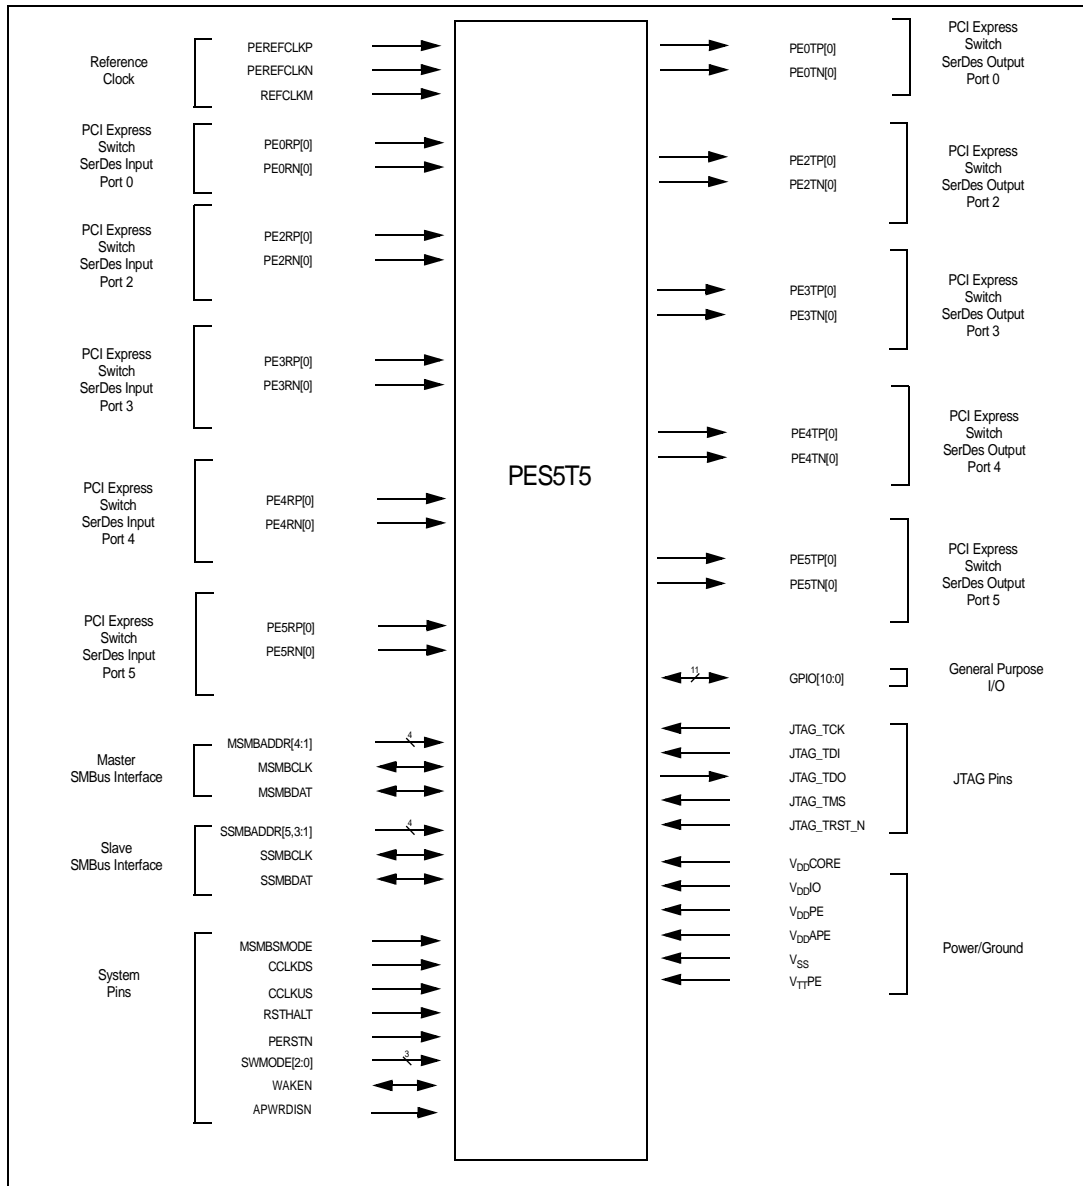 Reference
Clock
PEREFCLKP
PEREFCLKN
REFCLKM
PCI Express
Switch
SerDes Input
Port 0
PE0RP[0]
PE0RN[0]
PCI Express
Switch
SerDes Input
Port 2
PE2RP[0]
PE2RN[0]
PCI Express
Switch
SerDes Input
Port 3
PE3RP[0]
PE3RN[0]
PCI Express
Switch
SerDes Input
Port 4
PE4RP[0]
PE4RN[0]
PCI Express
Switch
SerDes Input
Port 5
PE5RP[0]
PE5RN[0]
Master
SMBus Interface
MSMBADDR[4:1]
4
MSMBCLK
MSMBDAT
Slave
SMBus Interface
SSMBADDR[5,3:1]
4
SSMBCLK
SSMBDAT
System
Pins
MSMBSMODE
CCLKDS
CCLKUS
RSTHALT
PERSTN
SWMODE[2:0]
3
WAKEN
APWRDISN
PES5T5
PE0TP[0]
PE0TN[0]
PCI Express
Switch
SerDes Output
Port 0
PE2TP[0]
PE2TN[0]
PCI Express
Switch
SerDes Output
Port 2
PE3TP[0]
PE3TN[0]
PCI Express
Switch
SerDes Output
Port 3
PE4TP[0]
PE4TN[0]
PCI Express
Switch
SerDes Output
Port 4
PE5TP[0]
PE5TN[0]
PCI Express
Switch
SerDes Output
Port 5
11
GPIO[10:0]
General Purpose
I/O
JTAG_TCK
JTAG_TDI
JTAG_TDO
JTAG_TMS
JTAG_TRST_N
JTAG Pins
VDDCORE
VDDIO
VDDPE
VDDAPE
VSS
VTTPE
Power/Ground